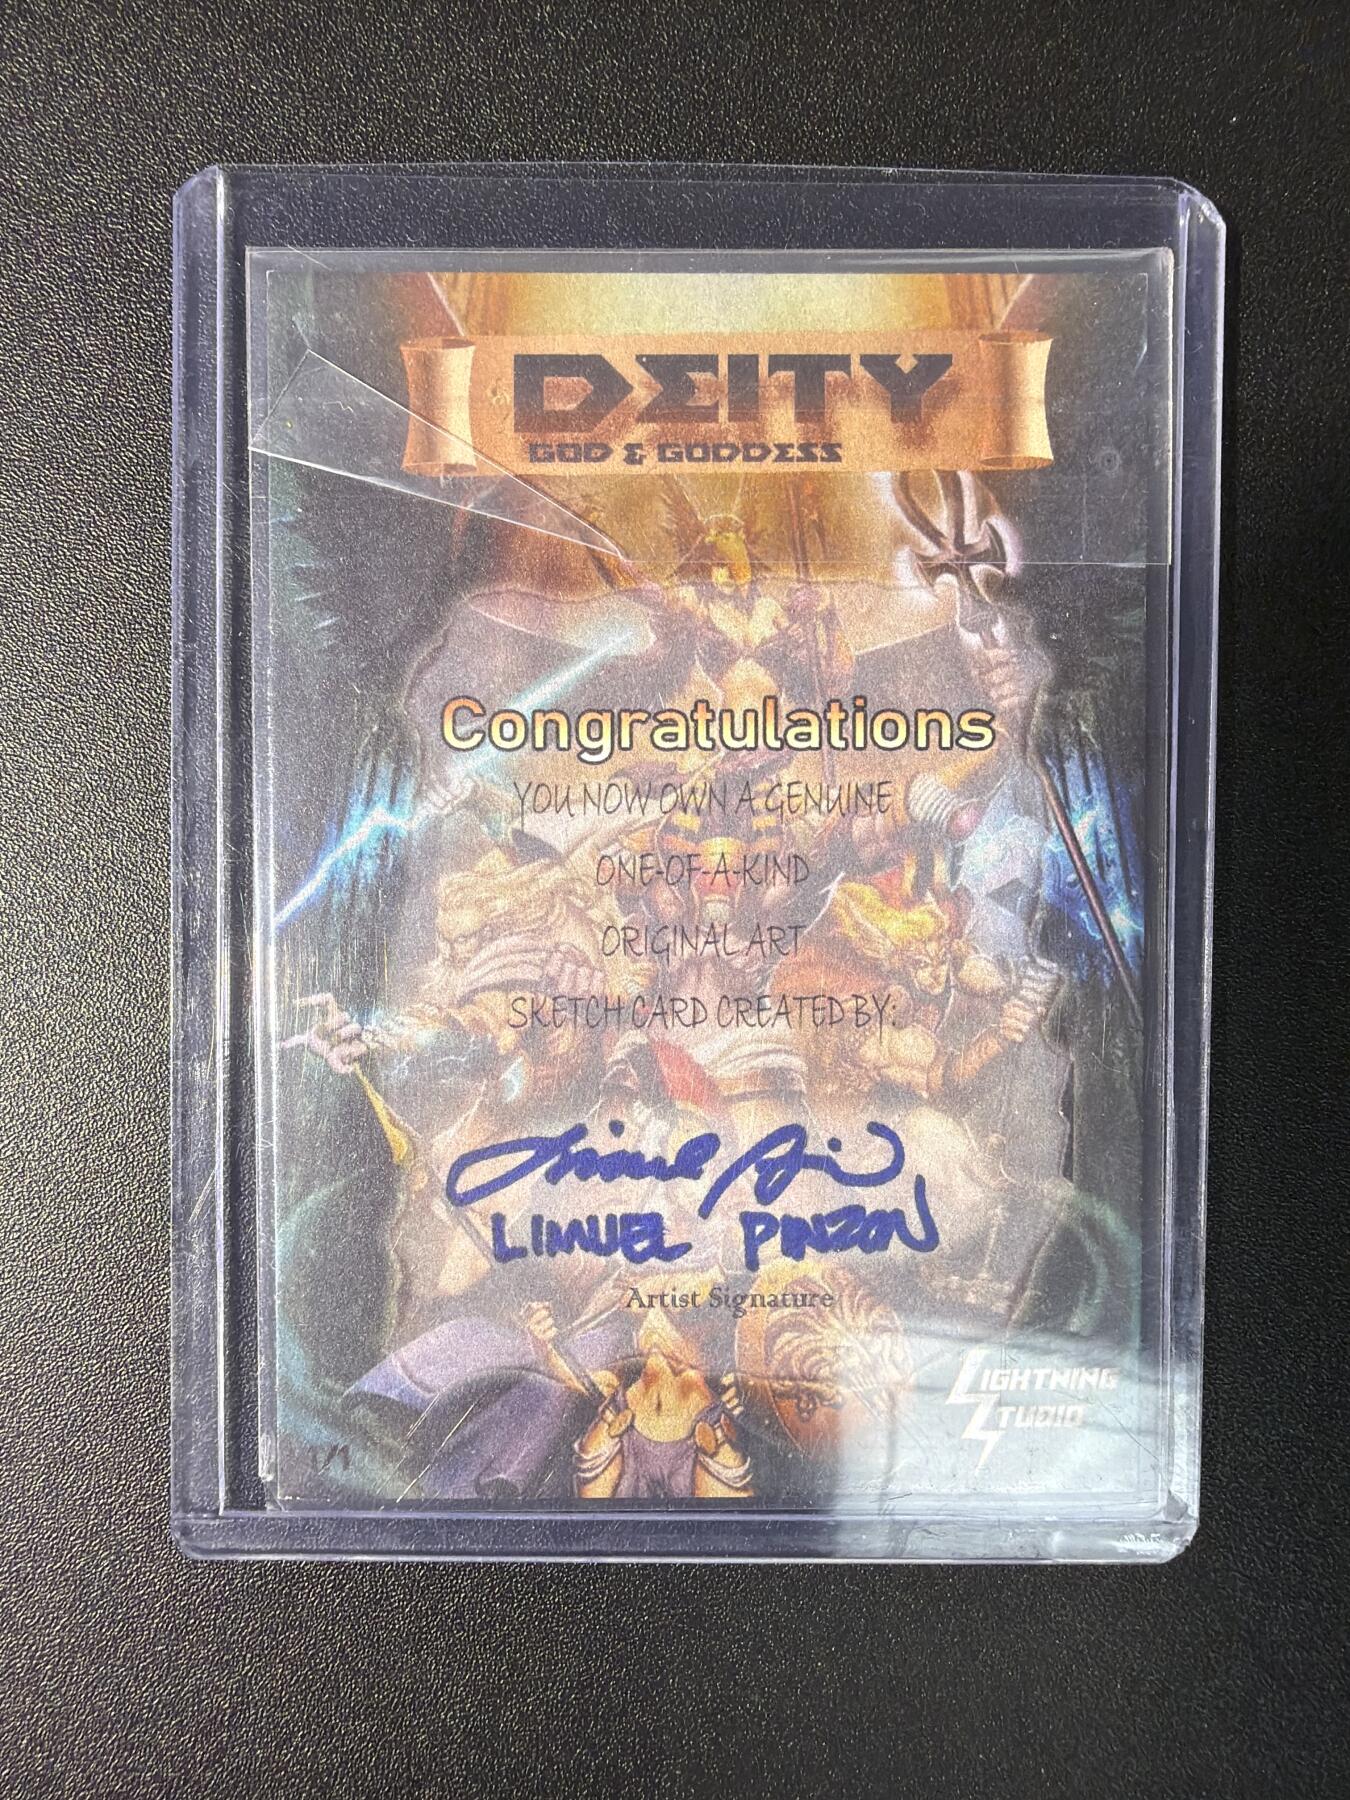 DEITY
GOD & GODDESS
Congratulations
YOU NOW OWN A GENUINE
ONE-OF-A-KIND
ORIGINAL ART
SKETCH CARD CREATED BY:
LIMUEL PINZON
Artist Signature
LIGHTNING
STUDIO
1/1